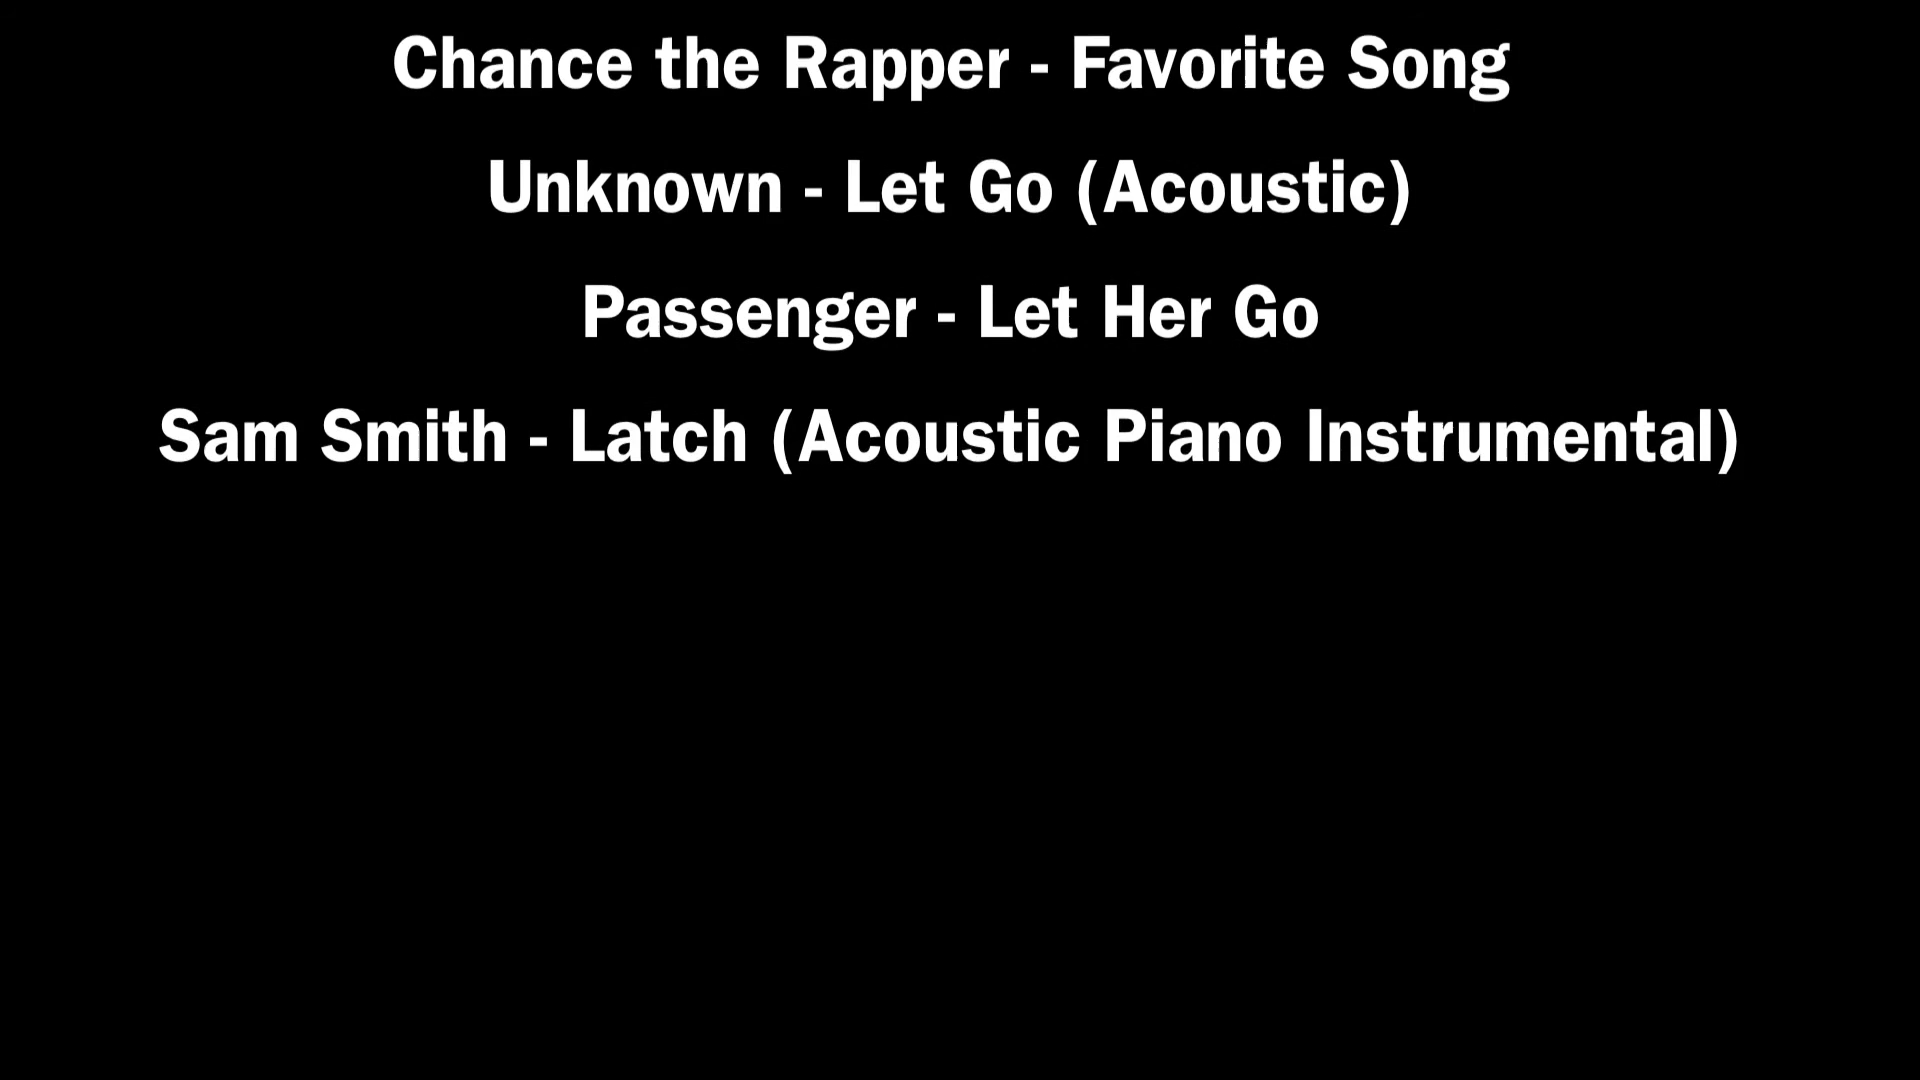 Chance the Rapper - Favorite Song
Unknown - Let Go (Acoustic)
Passenger - Let Her Go
Sam Smith - Latch (Acoustic Piano Instrumental)